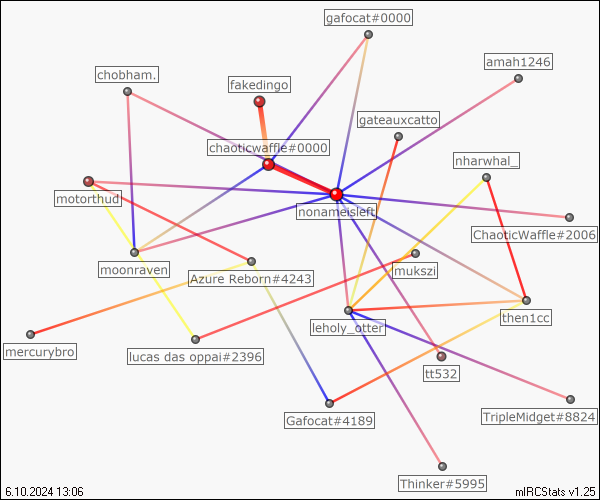 gafocat#0000
amah1246
chobham.
fakedingo
gateauxcatto
chaoticwaffle#0000
nharwhal_
motorthud
nonameisleft
ChaoticWaffle#2006
moonraven
Azure Reborn#4243
mukszi
leholy_otter
then1cc
mercurybro
lucas das oppai#2396
tt532
Gafocat#4189
TripleMidget#8824
Thinker#5995
6.10.2024 13:06
mIRCStats v1.25